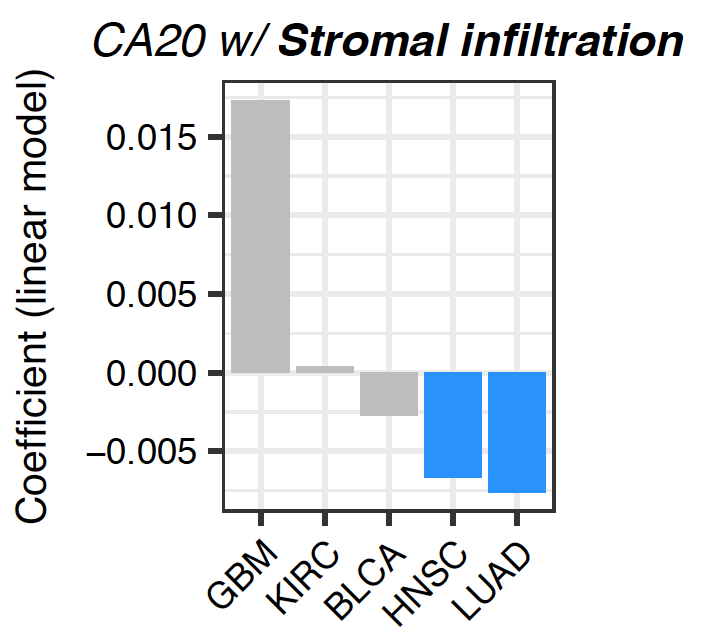 CA20 w/ Stromal infiltration
Coefficient (linear model)
0.015
0.010
0.005
0.000
−0.005
GBM
KIRC
BLCA
HNSC
LUAD